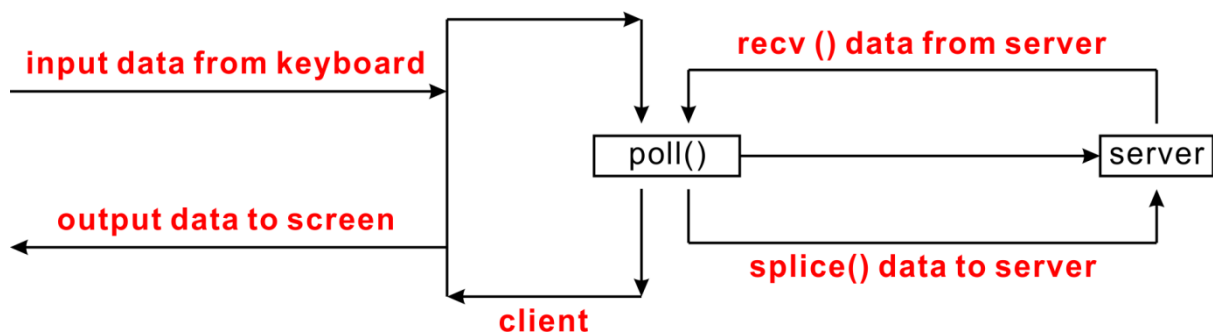 input data from keyboard
recv () data from server
poll()
server
output data to screen
splice() data to server
client